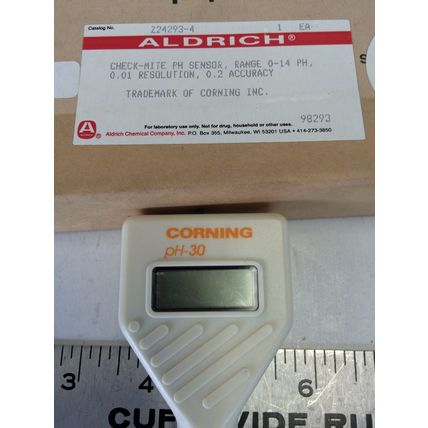 Catalog No.
Z24293-4 1 EA
ALDRICH®
CHECK-MITE PH SENSOR, RANGE 0-14 PH,
0.01 RESOLUTION, 0.2 ACCURACY
TRADEMARK OF CORNING INC.
98293
For laboratory use only. Not for drug, household or other uses.
Aldrich Chemical Company, Inc. P.O. Box 355, Milwaukee, WI 53201 USA • 414-273-3850
A
ALDRICH
CORNING
pH-30
3 4 5 6
VIDE RU